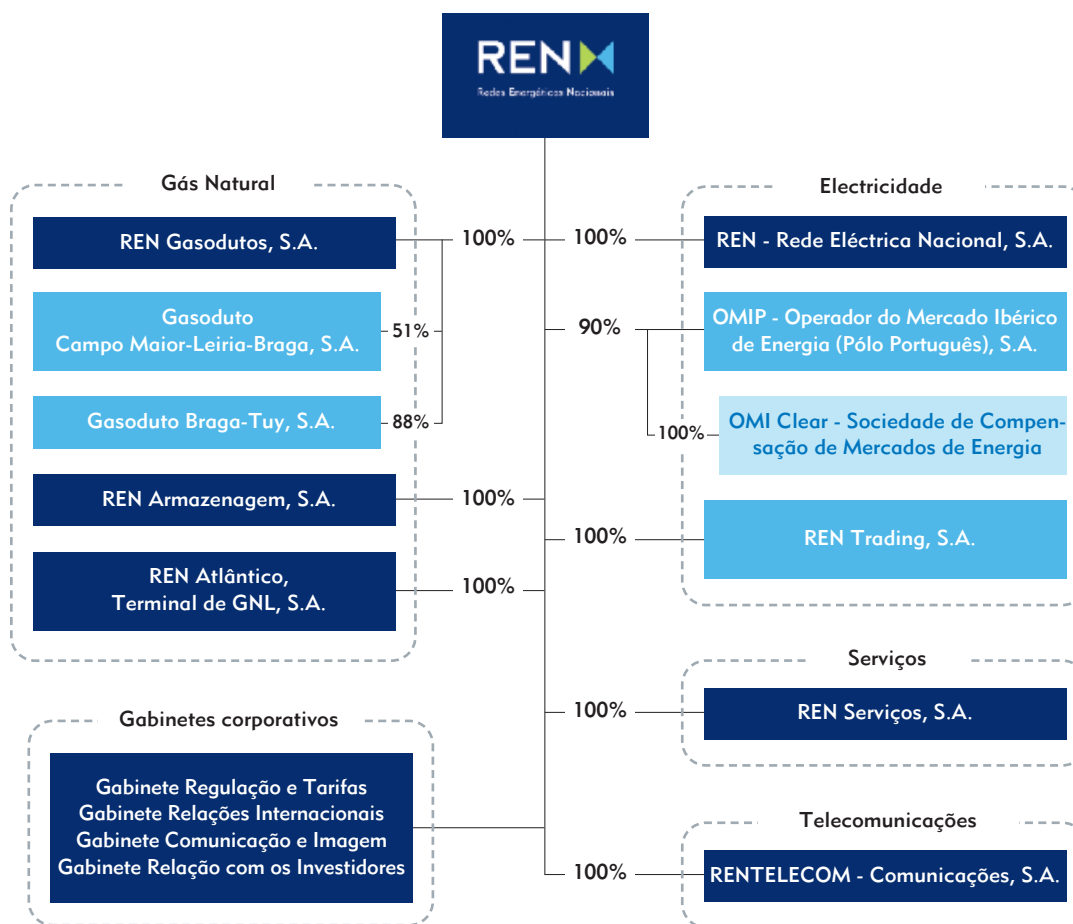 REN
Redes Energéticas Nacionais
Gás Natural
REN Gasodutos, S.A.
100%
Gasoduto
Campo Maior-Leiria-Braga, S.A.
51%
Gasoduto Braga-Tuy, S.A.
88%
REN Armazenagem, S.A.
100%
REN Atlântico,
Terminal de GNL, S.A.
100%
Gabinetes corporativos
Gabinete Regulação e Tarifas
Gabinete Relações Internacionais
Gabinete Comunicação e Imagem
Gabinete Relação com os Investidores
Electricidade
100%
REN - Rede Eléctrica Nacional, S.A.
90%
OMIP - Operador do Mercado Ibérico
de Energia (Pólo Português), S.A.
100%
OMI Clear - Sociedade de Compen-
sação de Mercados de Energia
100%
REN Trading, S.A.
Serviços
100%
REN Serviços, S.A.
Telecomunicações
100%
RENTELECOM - Comunicações, S.A.